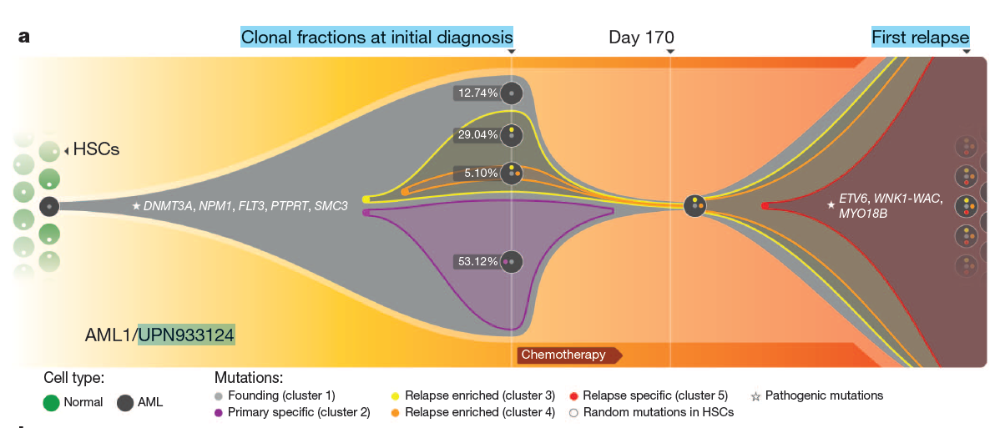 a
Clonal fractions at initial diagnosis
Day 170
First relapse
12.74%
29.04%
HSCs
5.10%
DNMT3A, NPM1, FLT3, PTPRT, SMC3
ETV6, WNK1-WAC,
MYO18B
53.12%
AML1/UPN933124
Chemotherapy
Cell type:
Normal
AML
Mutations:
Founding (cluster 1)
Primary specific (cluster 2)
Relapse enriched (cluster 3)
Relapse enriched (cluster 4)
Relapse specific (cluster 5)
Random mutations in HSCs
Pathogenic mutations